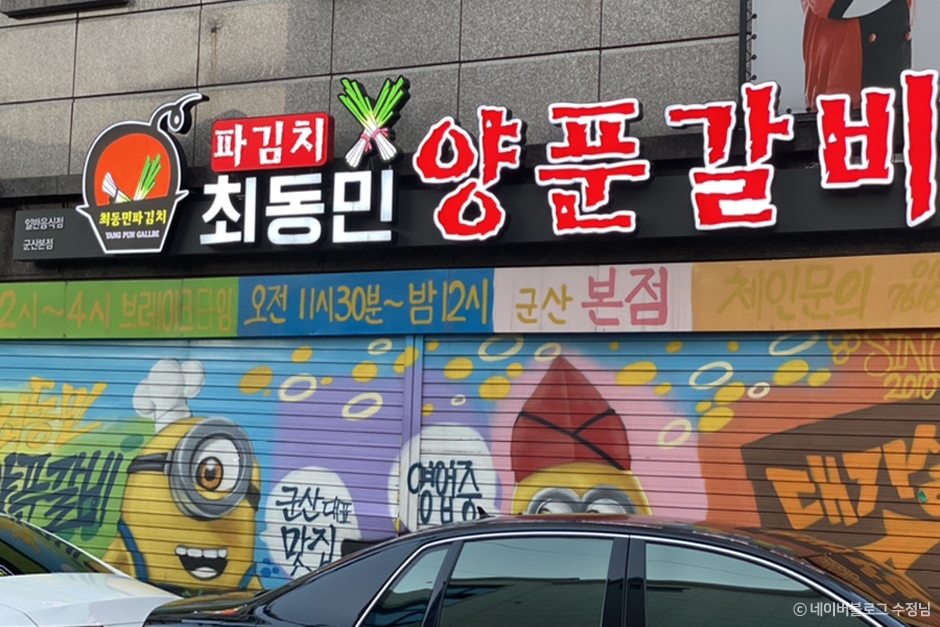 파김치
최동민
양푼갈비
최동민파김치
YANG PUN GALLBE
일반음식점
군산본점
2시~4시 브레이크타임
오전 11시30분~밤12시
군산 본점
체인문의
SINCE
2010
양푼갈비
군산대표
맛집
영업중
© 네이버블로그 수정님